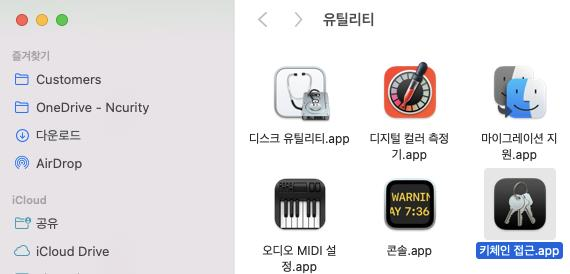 유틸리티
즐겨찾기
Customers
OneDrive - Ncurity
다운로드
AirDrop
iCloud
공유
iCloud Drive
디스크 유틸리티.app
디지털 컬러 측정
기.app
마이그레이션 지
원.app
WARNIN
AY 7:36
오디오 MIDI 설
정.app
콘솔.app
키체인 접근.app